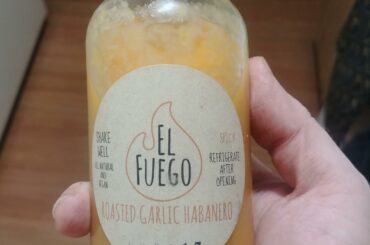 EL
FUEGO
SHAKE
WELL
ALL NATURAL
AND
VEGAN
SPICY
REFRIGERATE
AFTER
OPENING
ROASTED GARLIC HABANERO